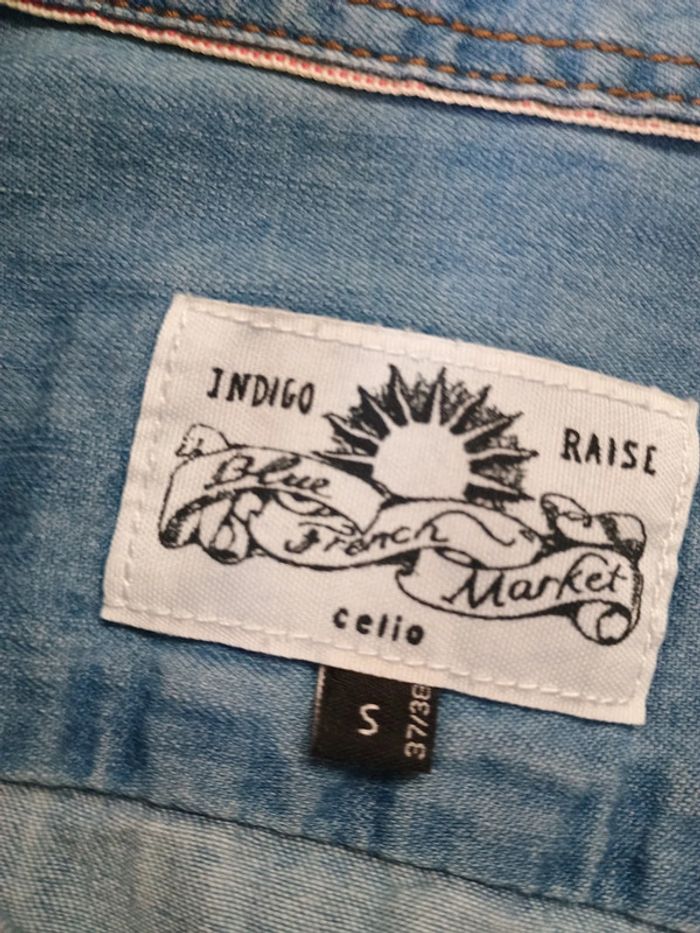 INDIGO
RAISE
Blue
French
Market
celio
S
37/38